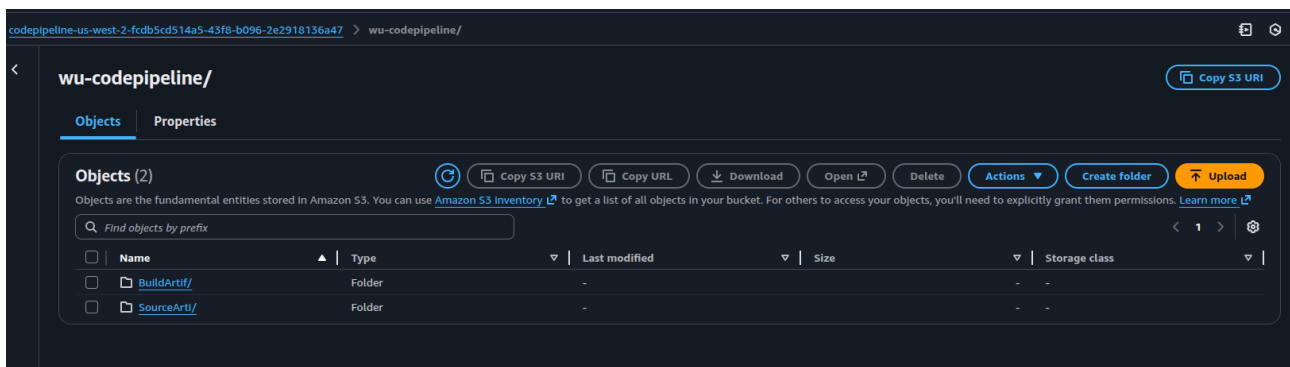 codepipeline-us-west-2-fcdb5cd514a5-43f8-b096-2e2918136a47 > wu-codepipeline/
wu-codepipeline/
Copy S3 URI
Objects Properties
Objects (2) Copy S3 URI Copy URL Download Open Delete Actions Create folder Upload
Objects are the fundamental entities stored in Amazon S3. You can use Amazon S3 Inventory to get a list of all objects in your bucket. For others to access your objects, you'll need to explicitly grant them permissions. Learn more
Find objects by prefix < 1 >
Name Type Last modified Size Storage class
BuildArtif/ Folder - - -
SourceArti/ Folder - - -